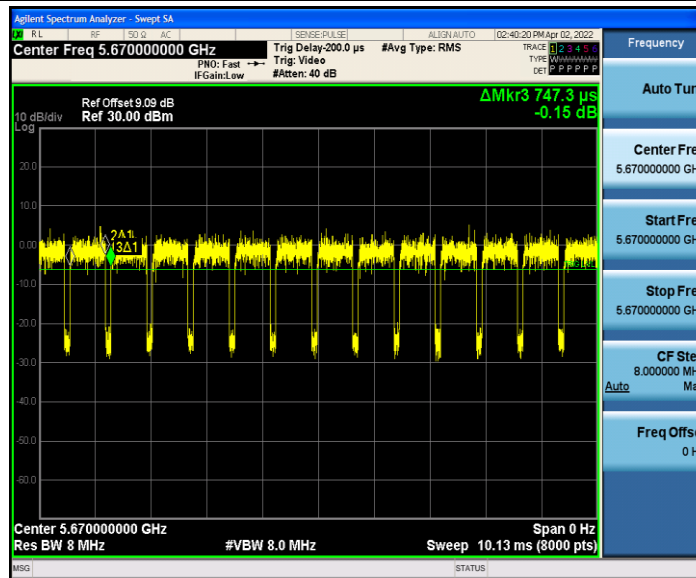 Agilent Spectrum Analyzer - Swept SA
RL RF 50 Ω AC SENSE:PULSE ALIGN AUTO 02:40:20 PM Apr 02, 2022
Center Freq 5.670000000 GHz
PNO: Fast
IFGain:Low
Trig Delay-200.0 µs
Trig: Video
#Atten: 40 dB
#Avg Type: RMS
TRACE 1 2 3 4 5 6
TYPE W
DET P P P P P P
Ref Offset 9.09 dB
10 dB/div Ref 30.00 dBm
Log
ΔMkr3 747.3 µs
-0.15 dB
20.0
10.0
0.00
-10.0
-20.0
-30.0
-40.0
-50.0
-60.0
2Δ1
3Δ1
Center 5.670000000 GHz Span 0 Hz
Res BW 8 MHz #VBW 8.0 MHz Sweep 10.13 ms (8000 pts)
MSG STATUS
Frequency
Auto Tun
Center Fre
5.670000000 GH
Start Fre
5.670000000 GH
Stop Fre
5.670000000 GH
CF Ste
8.000000 MH
Auto Ma
Freq Offs
0 H